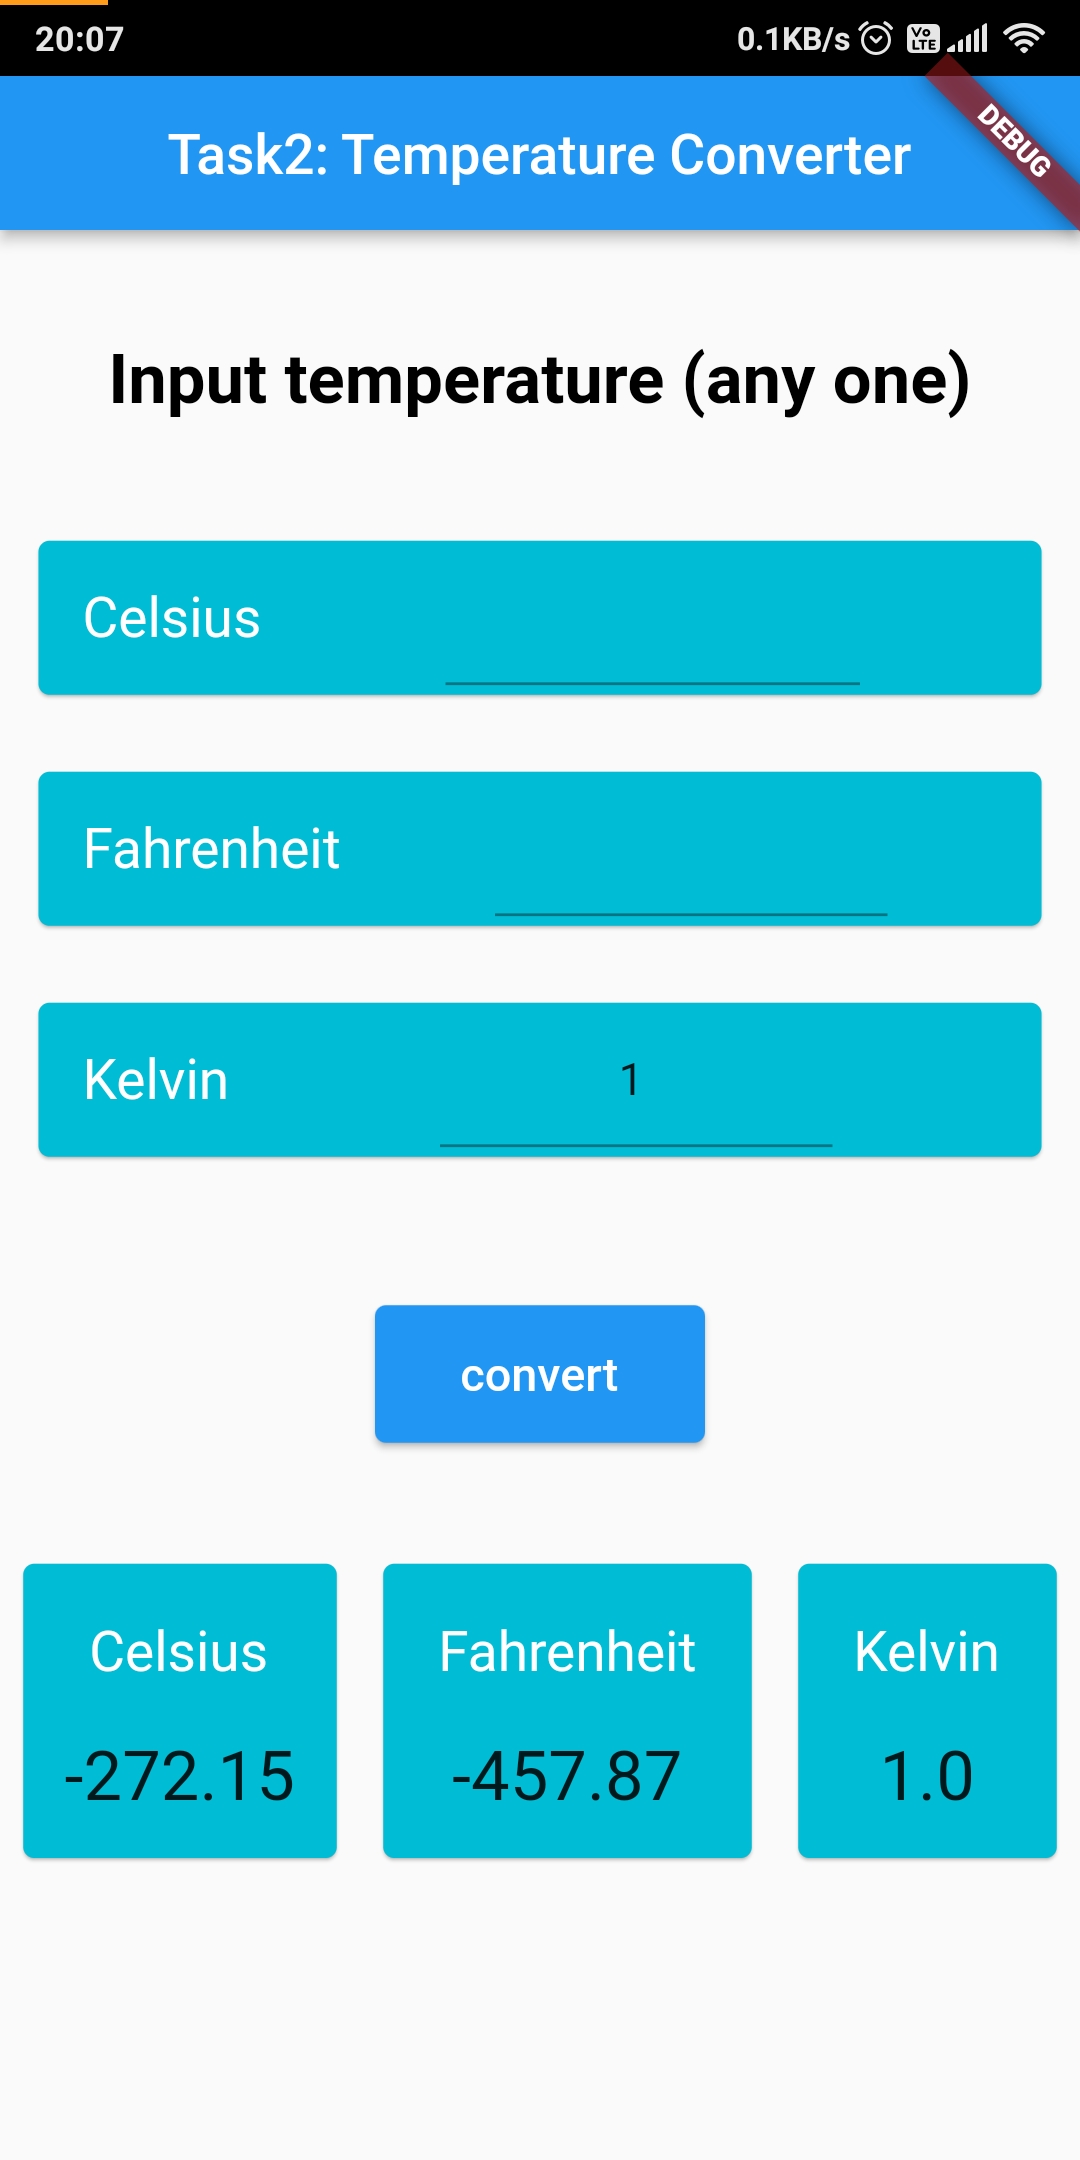 20:07 0.1KB/s Vo LTE
Task2: Temperature Converter DEBUG
Input temperature (any one)
Celsius
Fahrenheit
Kelvin 1
convert
Celsius Fahrenheit Kelvin
-272.15 -457.87 1.0